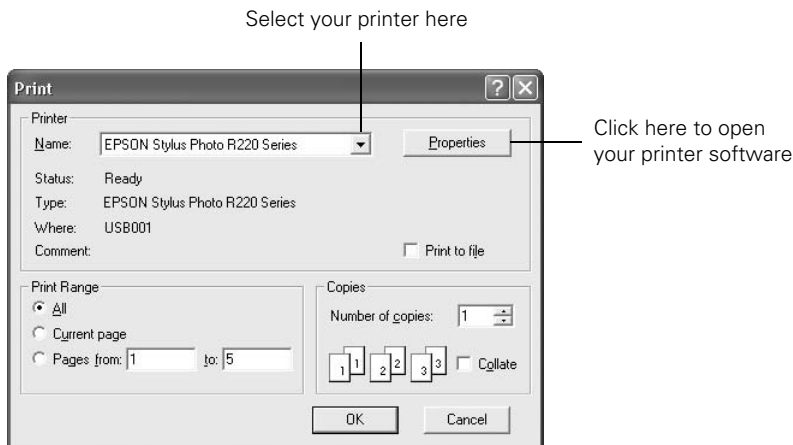 Select your printer here
Print
Printer
Name: EPSON Stylus Photo R220 Series Properties
Click here to open
your printer software
Status: Ready
Type: EPSON Stylus Photo R220 Series
Where: USB001
Comment: Print to file
Print Range
All
Current page
Pages from: 1 to: 5
Copies
Number of copies: 1
1 1 2 2 3 3 Collate
OK Cancel